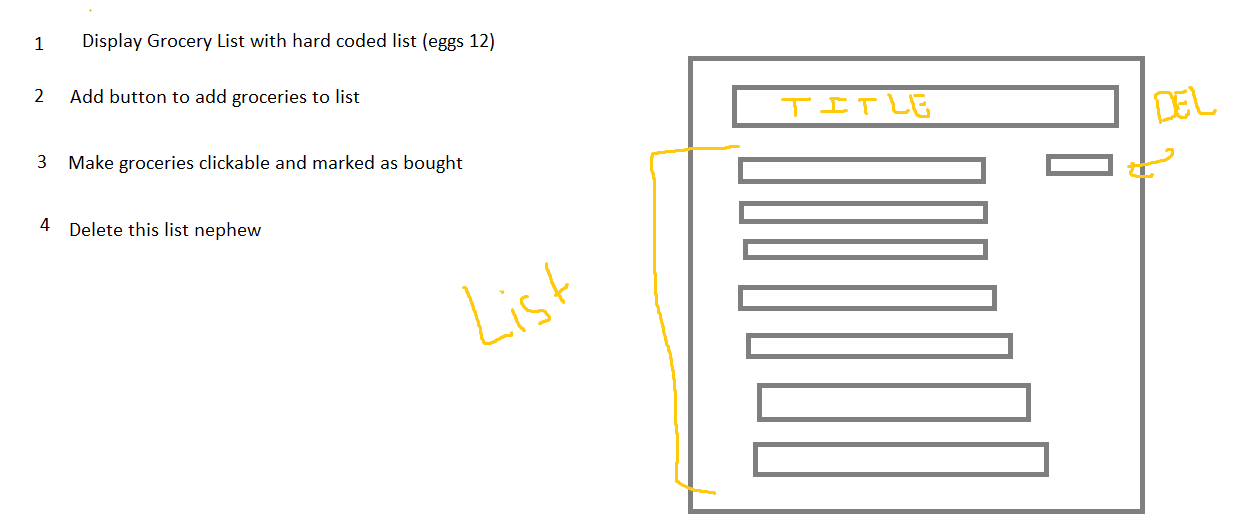 1 Display Grocery List with hard coded list (eggs 12)
2 Add button to add groceries to list
3 Make groceries clickable and marked as bought
4 Delete this list nephew
List
TITLE
DEL